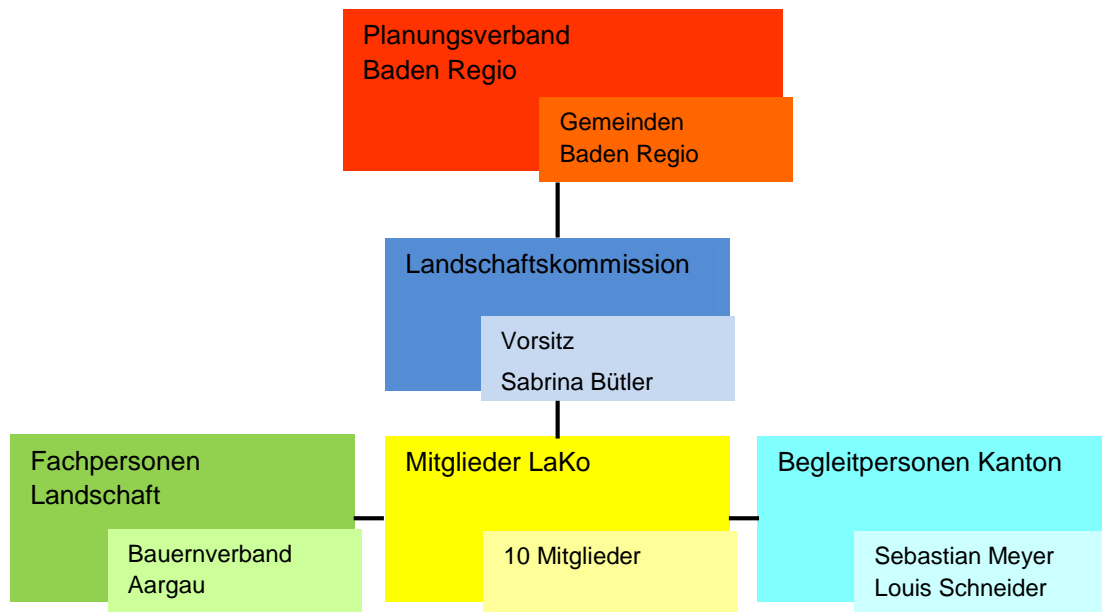 Planungsverband
Baden Regio
Gemeinden
Baden Regio
Landschaftskommission
Vorsitz
Sabrina Bütler
Fachpersonen
Landschaft
Bauernverband
Aargau
Mitglieder LaKo
10 Mitglieder
Begleitpersonen Kanton
Sebastian Meyer
Louis Schneider